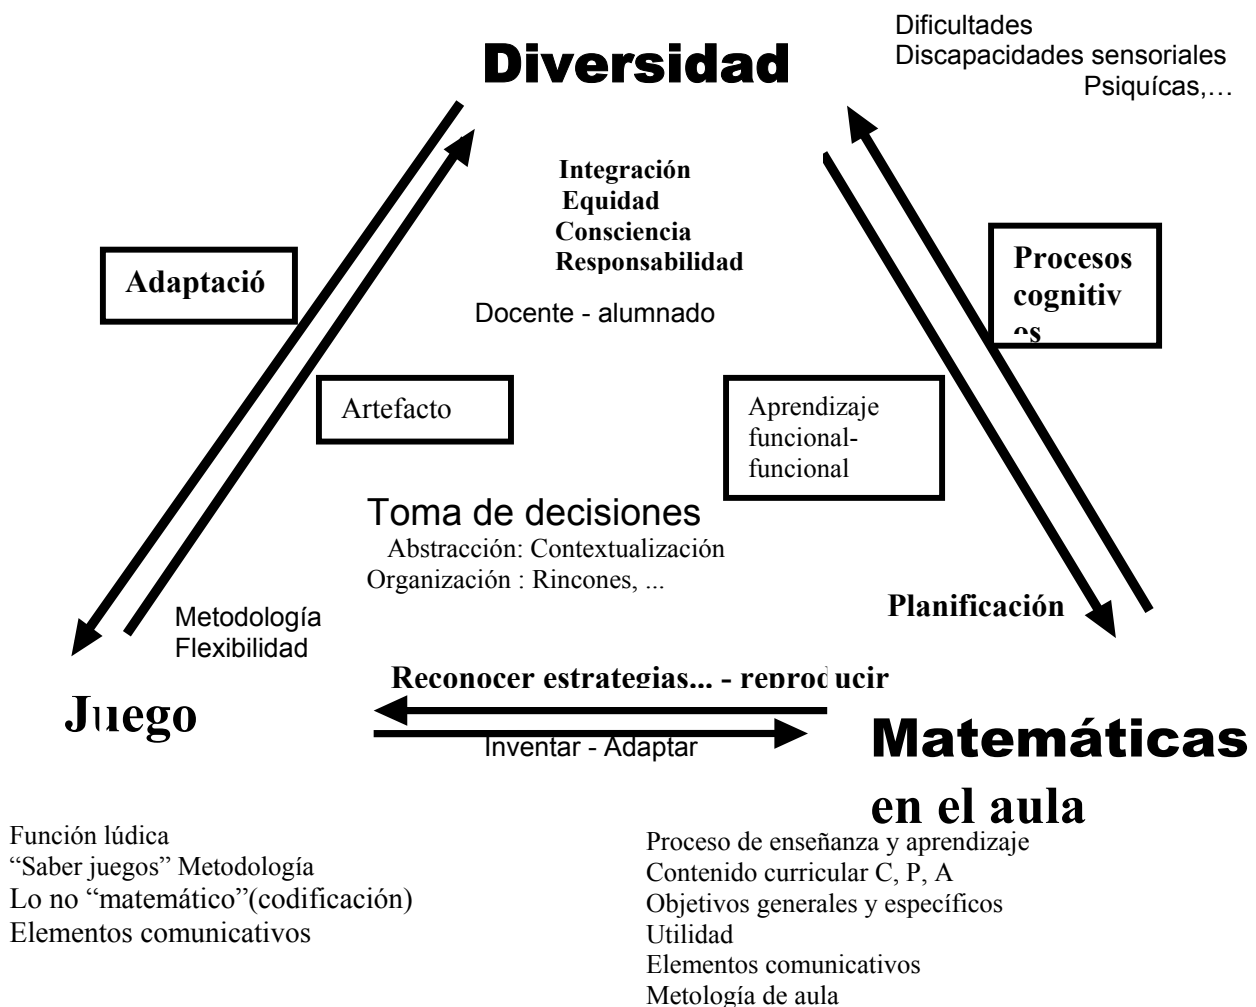 Dificultades
Discapacidades sensoriales
Psiquícas,...
Diversidad
Integración
Equidad
Consciencia
Responsabilidad
Docente - alumnado
Adaptació
Procesos
cognitiv
os
Artefacto
Aprendizaje
funcional-
funcional
Toma de decisiones
Abstracción: Contextualización
Organización : Rincones, ...
Metodología
Flexibilidad
Planificación
Reconocer estrategias... - reproducir
Inventar - Adaptar
Juego
Matemáticas
en el aula
Función lúdica
“Saber juegos” Metodología
Lo no “matemático”(codificación)
Elementos comunicativos
Proceso de enseñanza y aprendizaje
Contenido curricular C, P, A
Objetivos generales y específicos
Utilidad
Elementos comunicativos
Metología de aula